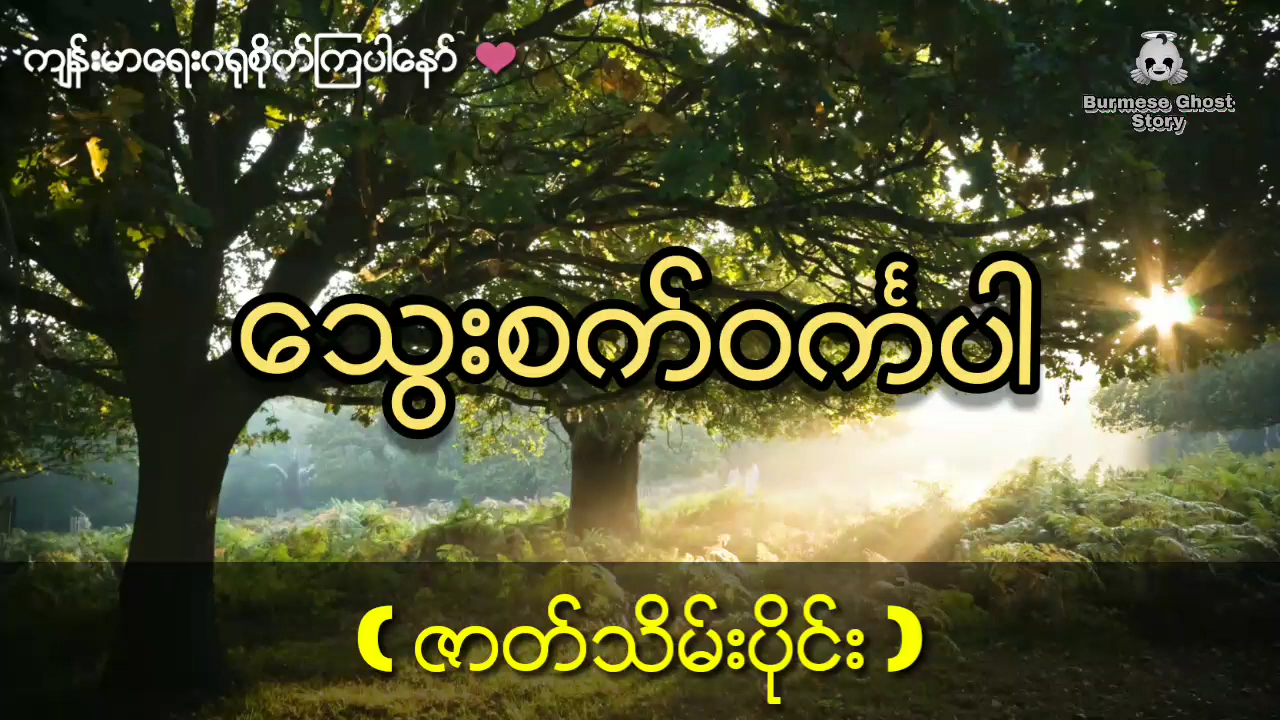 ကျန်းမာရေးဂရုစိုက်ကြပါနော် ❤
Burmese Ghost
Story
သွေးစက်ဝင်္ကပါ
(ဇာတ်သိမ်းပိုင်း)